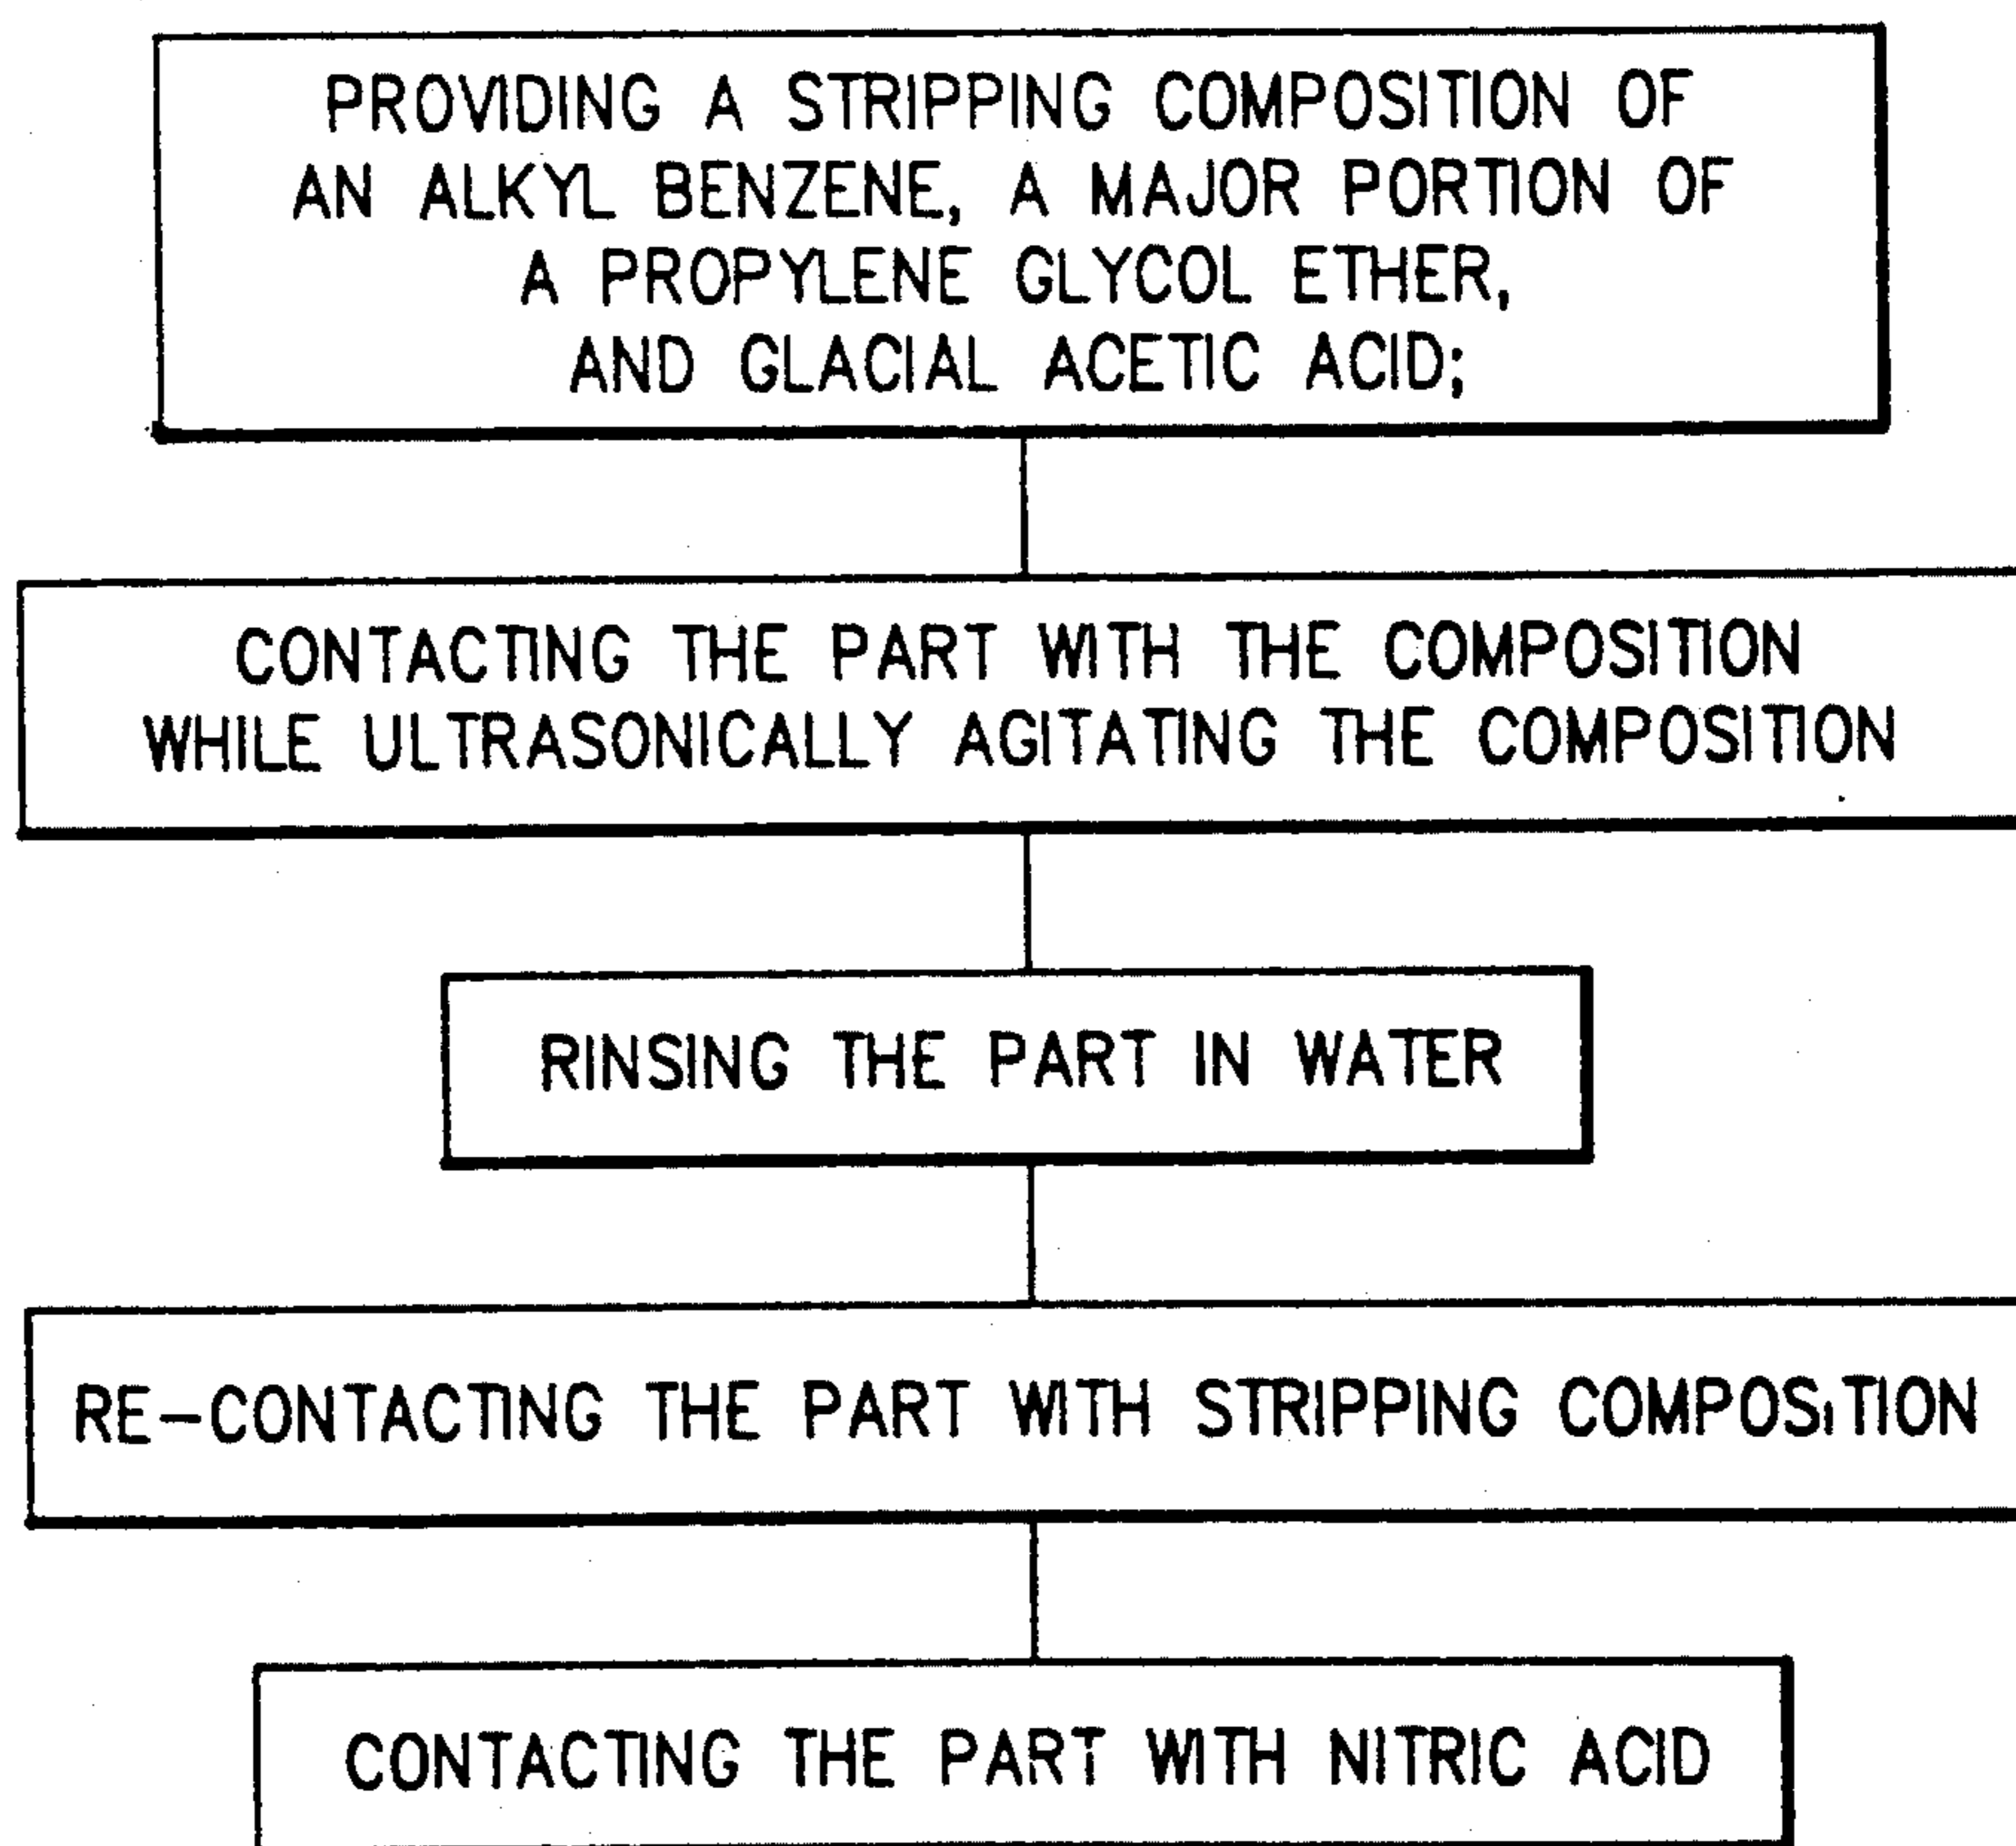 PROVIDING A STRIPPING COMPOSITION OF
AN ALKYL BENZENE, A MAJOR PORTION OF
A PROPYLENE GLYCOL ETHER,
AND GLACIAL ACETIC ACID;
CONTACTING THE PART WITH THE COMPOSITION
WHILE ULTRASONICALLY AGITATING THE COMPOSITION
RINSING THE PART IN WATER
RE-CONTACTING THE PART WITH STRIPPING COMPOSITION
CONTACTING THE PART WITH NITRIC ACID